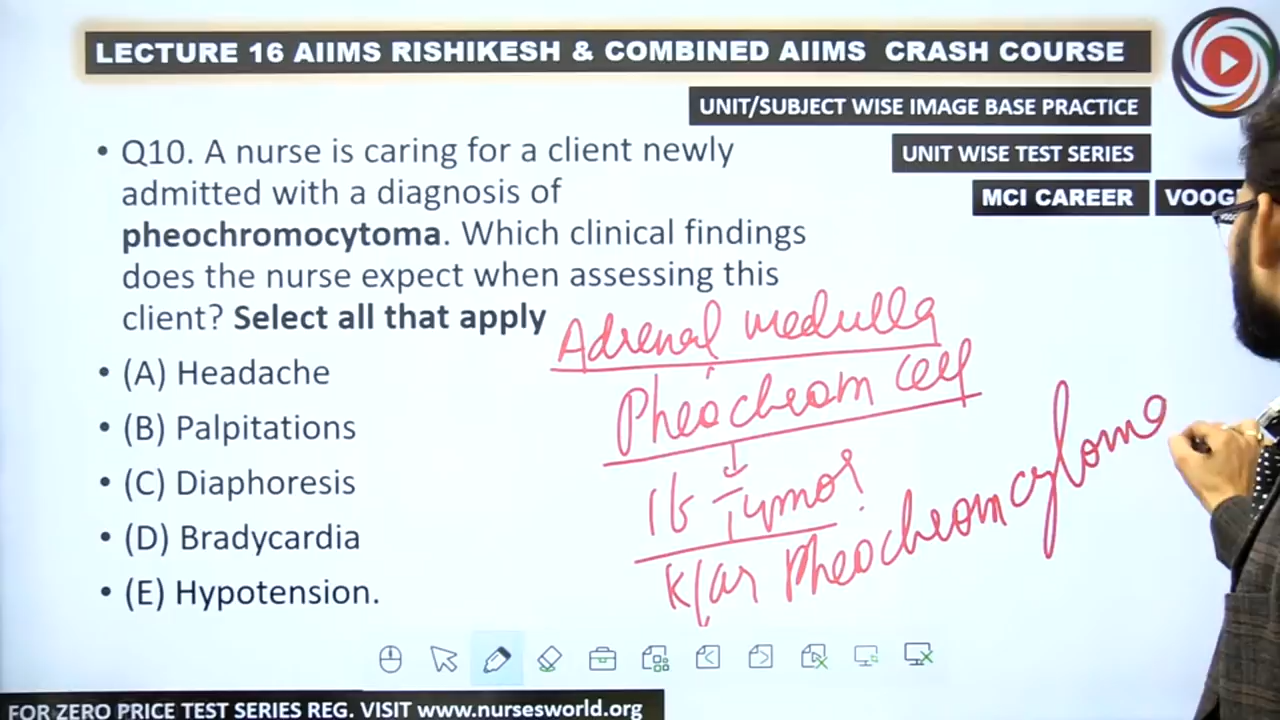 LECTURE 16 AIIMS RISHIKESH & COMBINED AIIMS CRASH COURSE
UNIT/SUBJECT WISE IMAGE BASE PRACTICE
UNIT WISE TEST SERIES
MCI CAREER
• Q10. A nurse is caring for a client newly
admitted with a diagnosis of
pheochromocytoma. Which clinical findings
does the nurse expect when assessing this
client? Select all that apply
• (A) Headache
• (B) Palpitations
• (C) Diaphoresis
• (D) Bradycardia
• (E) Hypotension.
Adrenal medulla
Pheochrom cell
Tumor
K/as Pheochromcytoma
FOR ZERO PRICE TEST SERIES REG. VISIT www.nursesworld.org